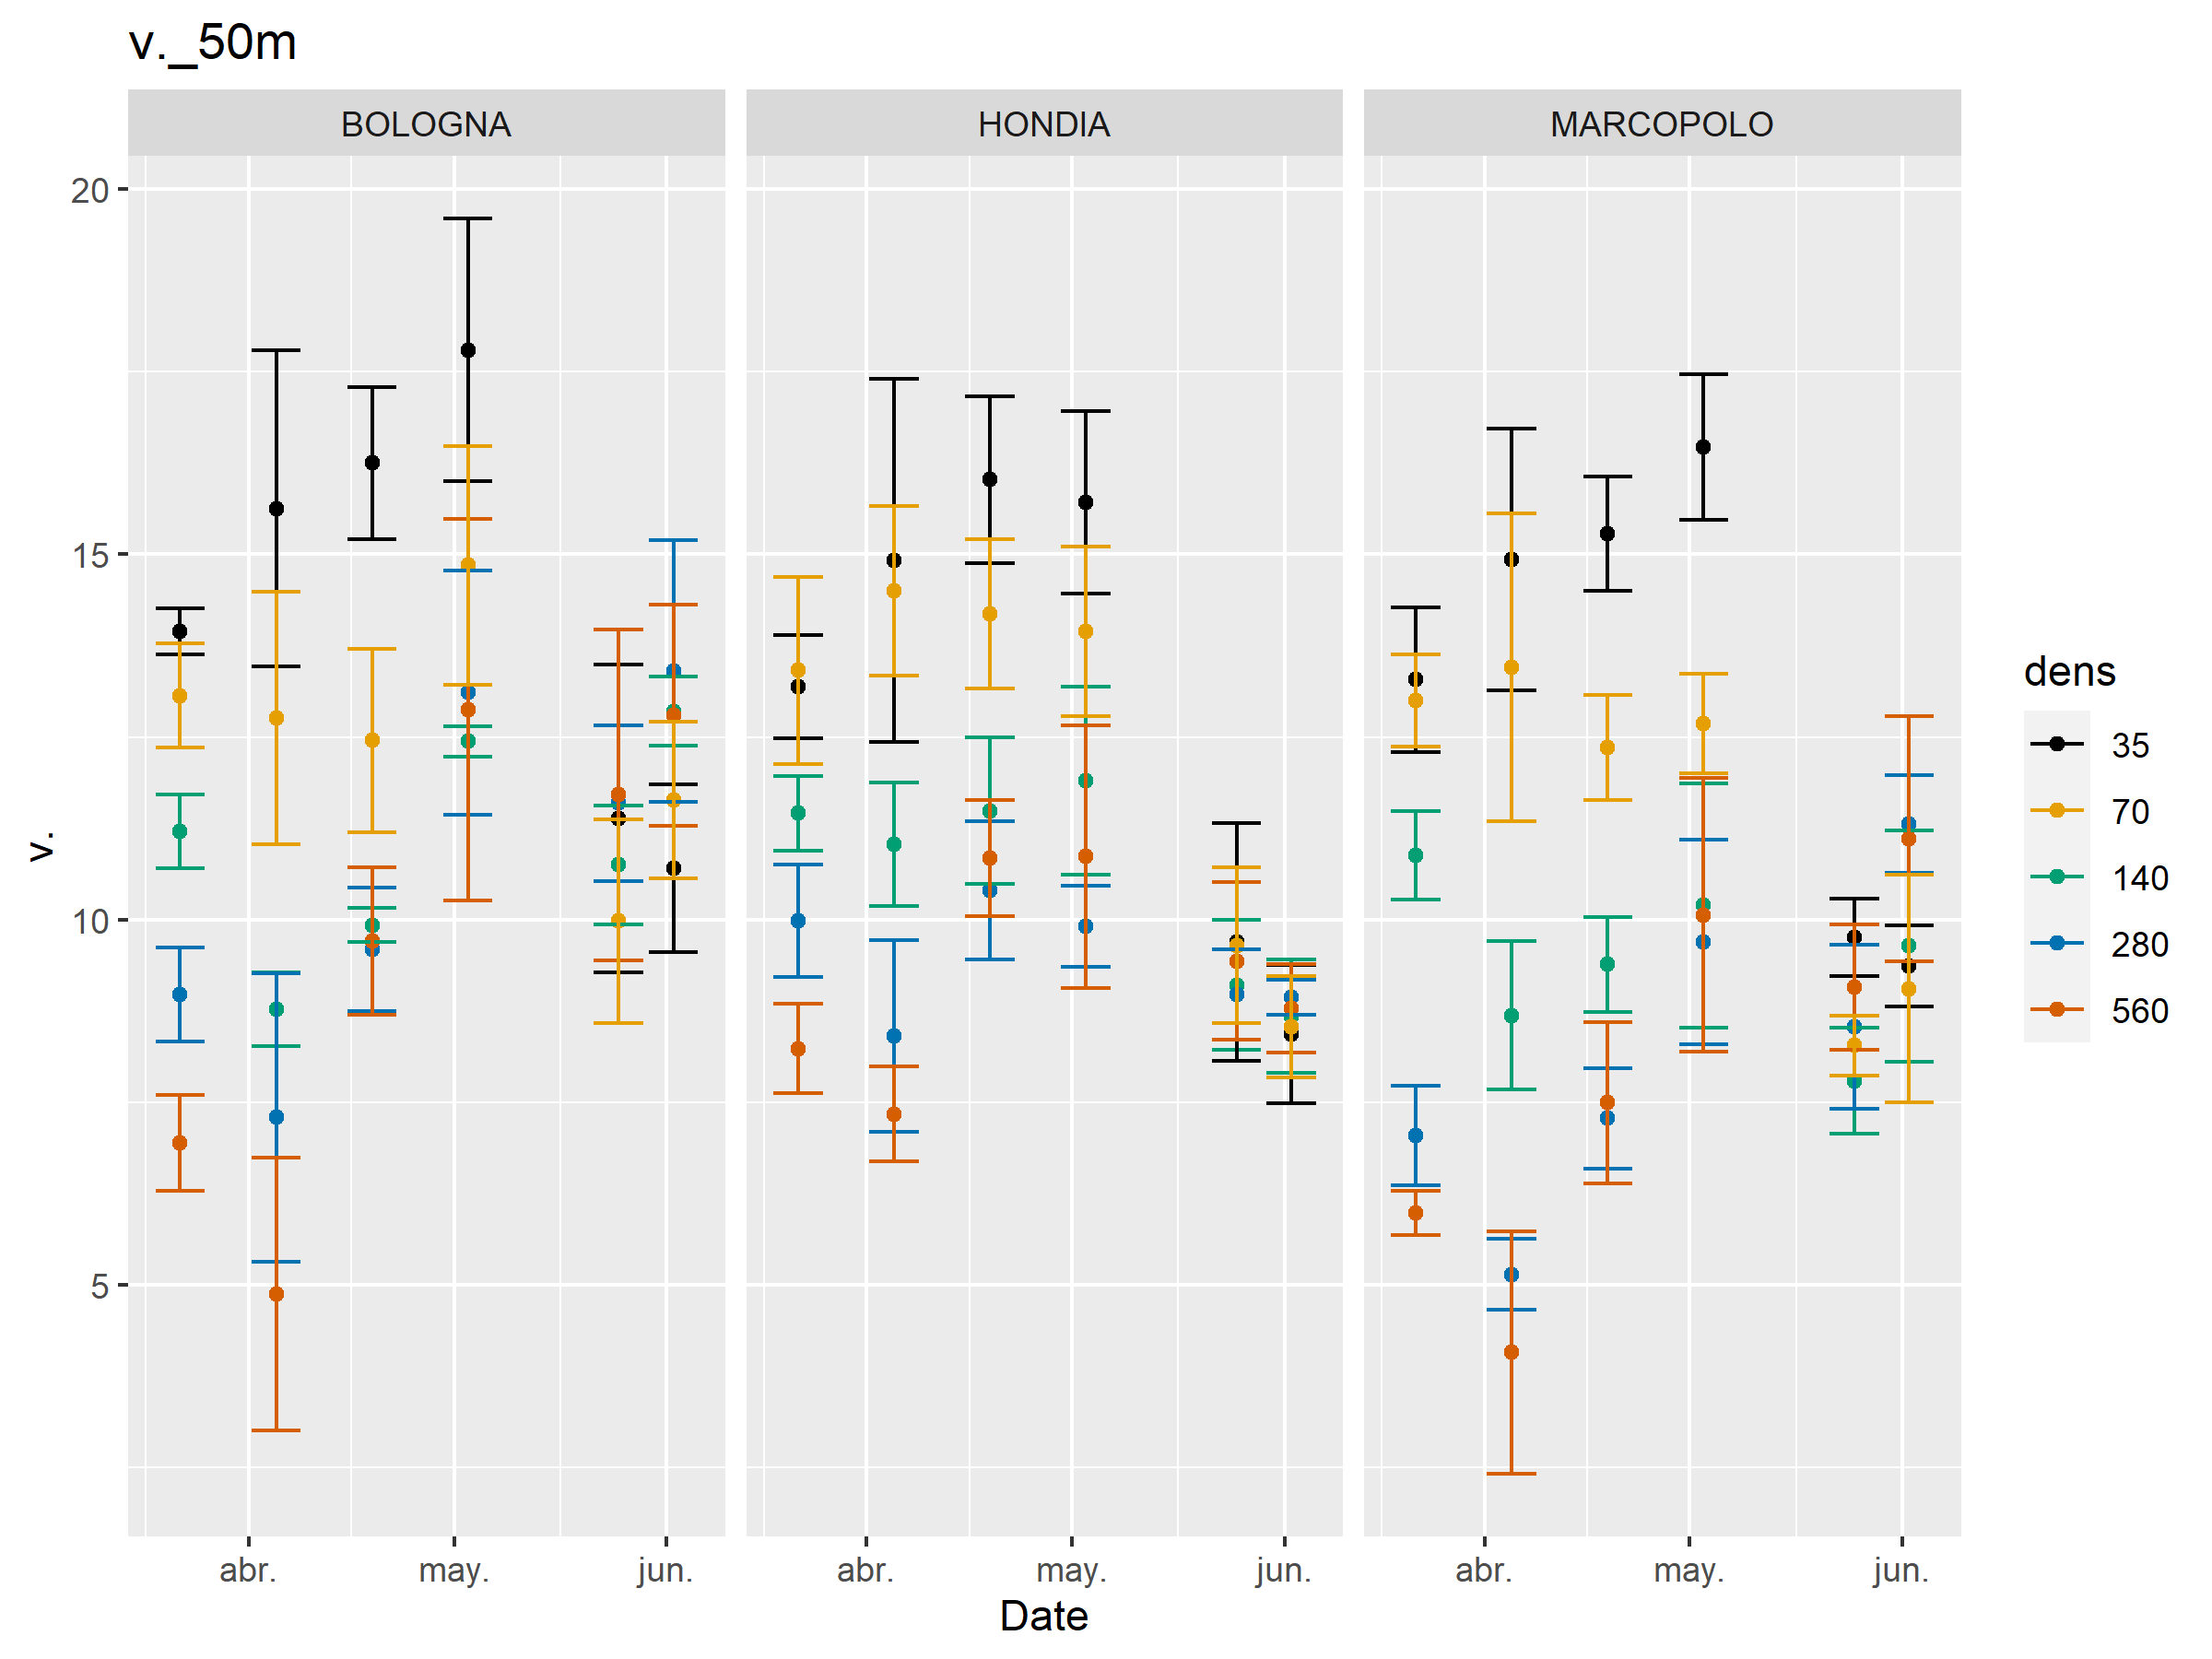 v._50m
BOLOGNA
HONDIA
MARCOPOLO
20
15
10
5
v.
abr.
may.
jun.
abr.
may.
jun.
abr.
may.
jun.
Date
dens
35
70
140
280
560